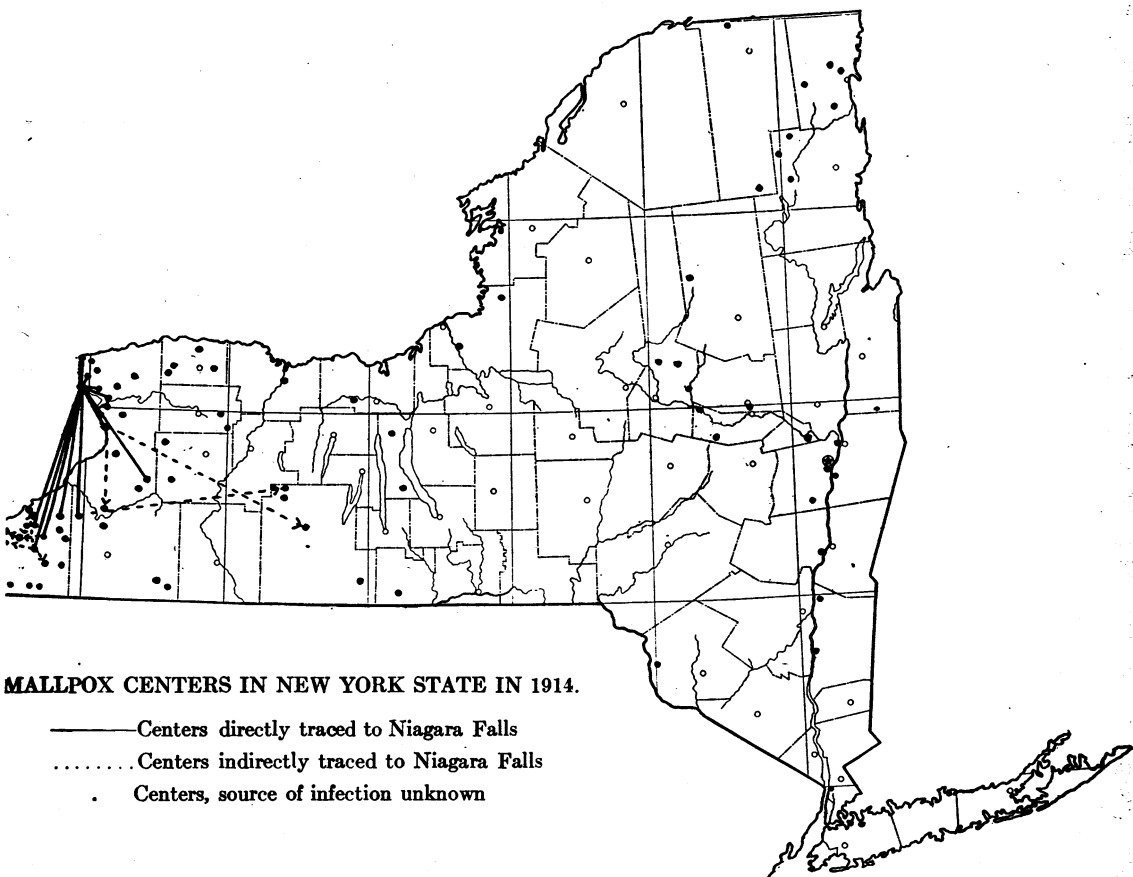 MALLPOX CENTERS IN NEW YORK STATE IN 1914.
Centers directly traced to Niagara Falls
........Centers indirectly traced to Niagara Falls
. Centers, source of infection unknown